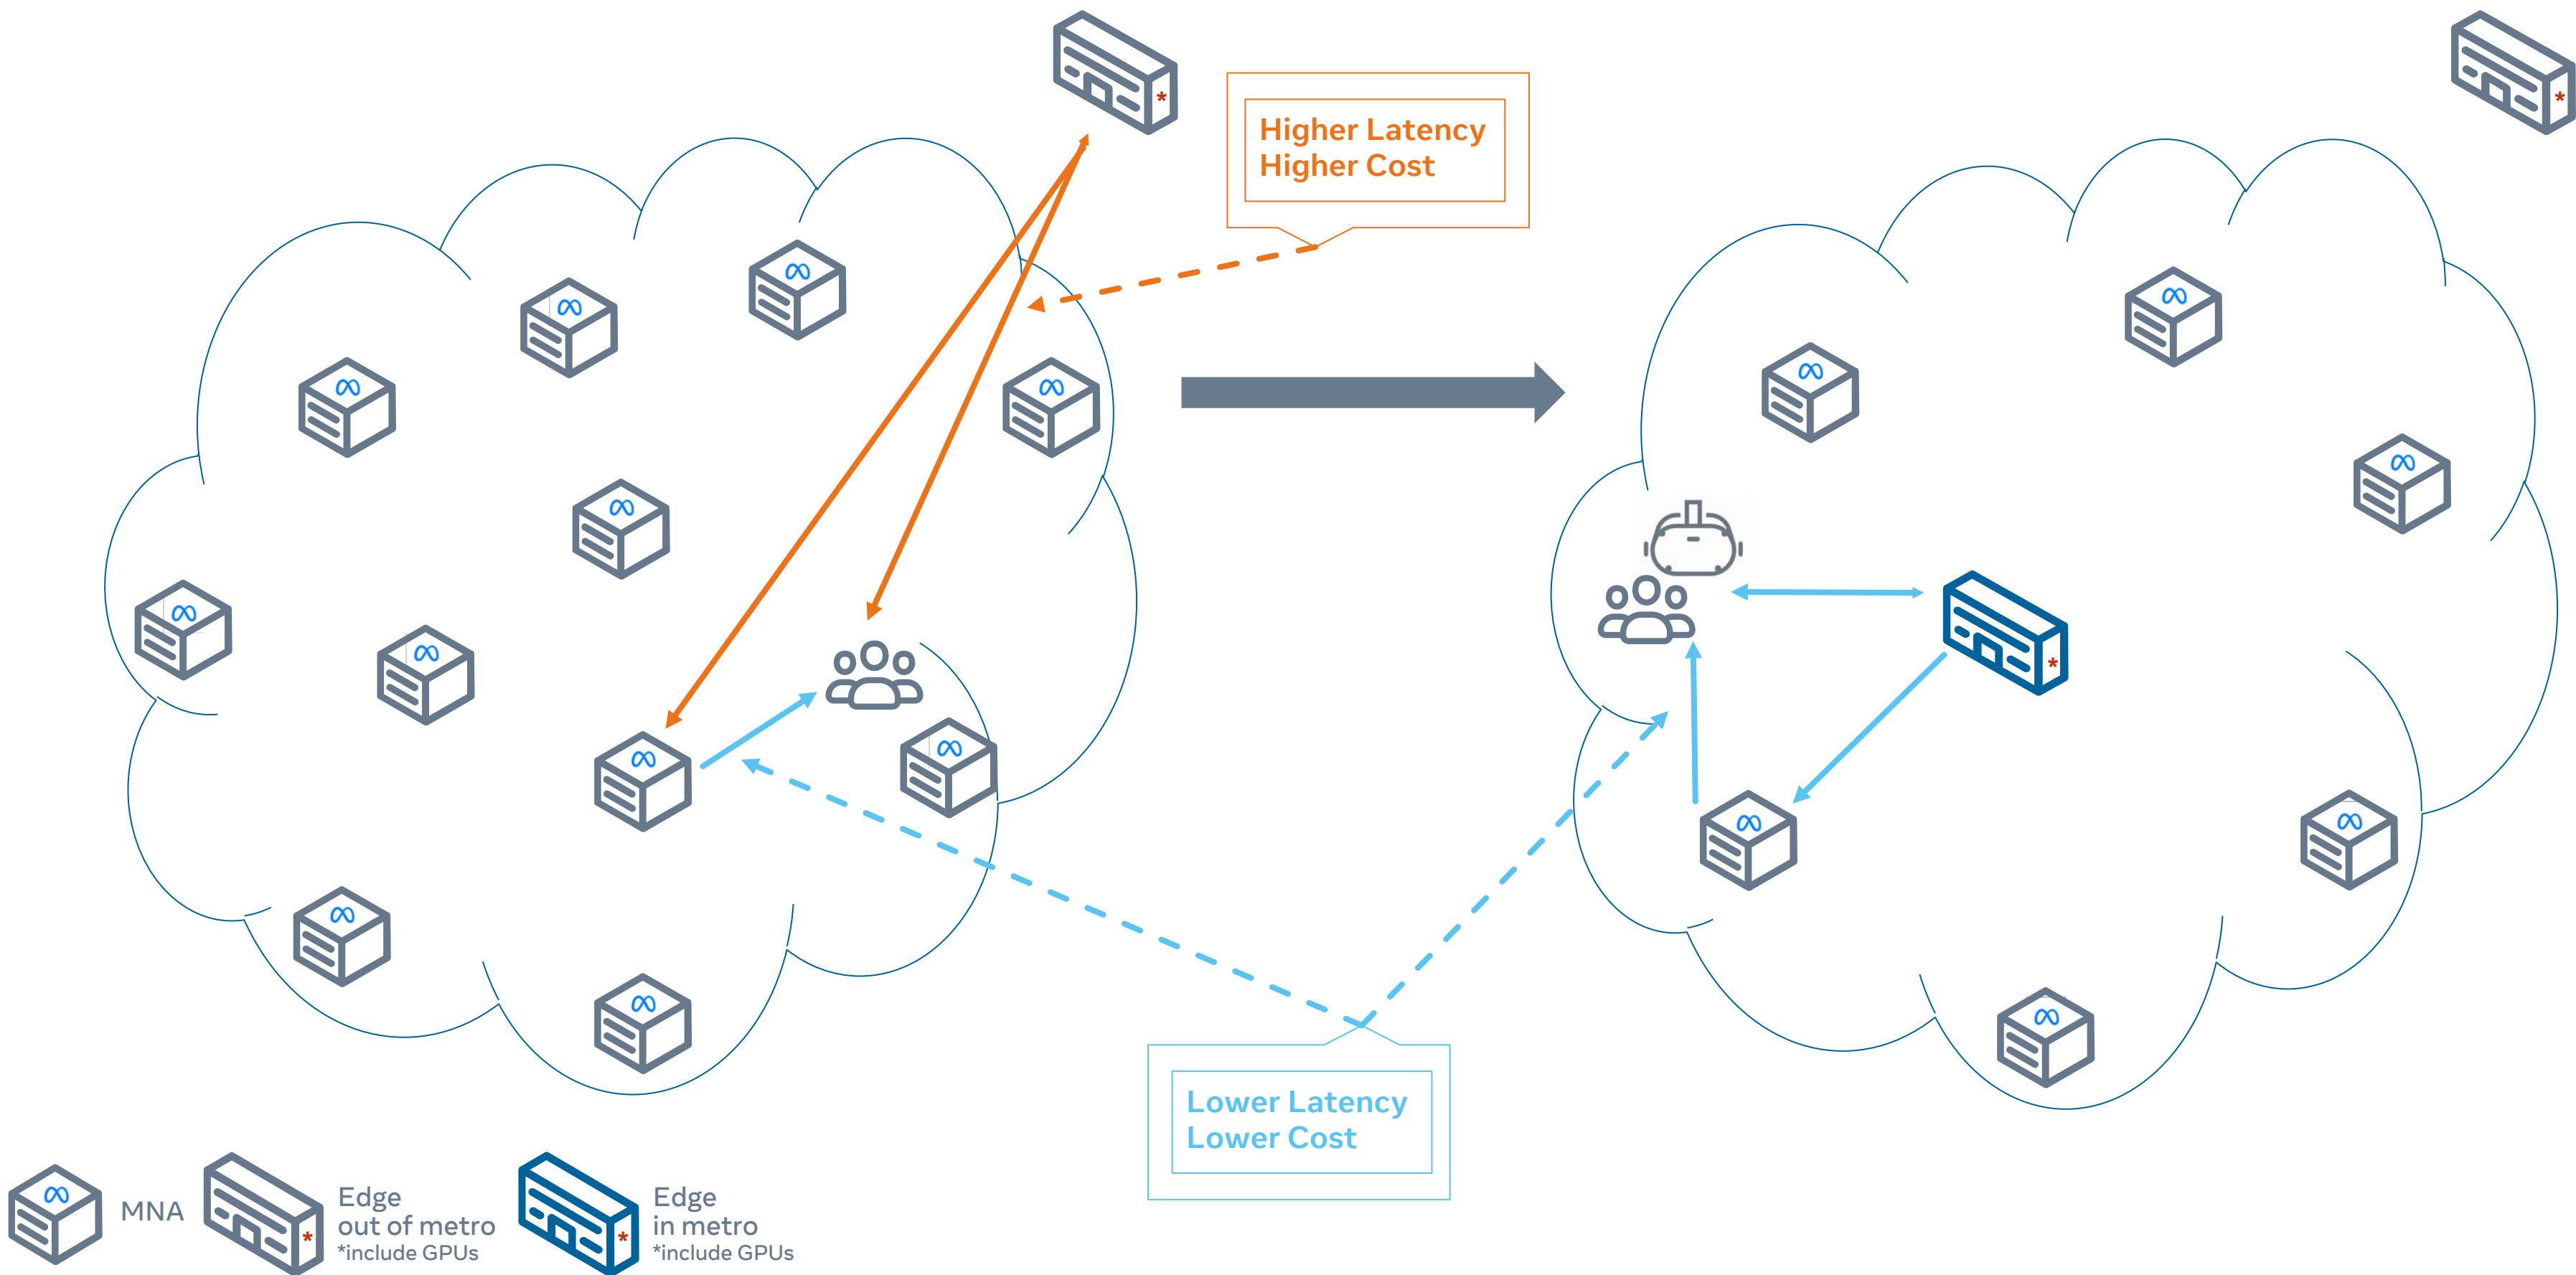 Higher Latency
Higher Cost
Lower Latency
Lower Cost
MNA
Edge
out of metro
*include GPUs
Edge
in metro
*include GPUs